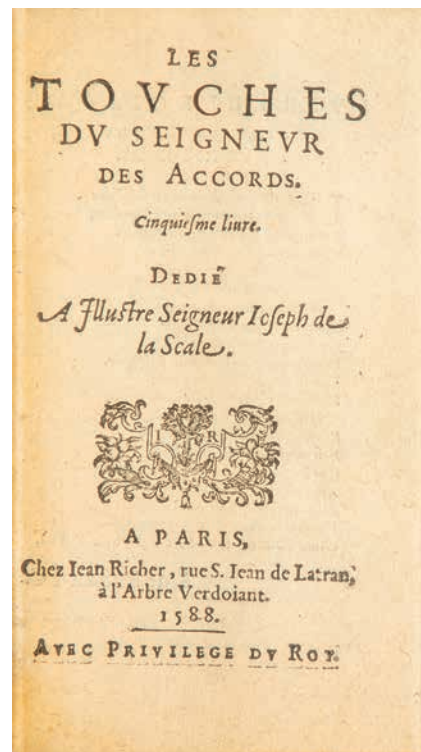 LES
TOVCHES
DV SEIGNEVR
DES ACCORDS.
Cinquiesme liure.
DEDIÉ
A Illustre Seigneur Ioseph de
la Scale.
I R
A PARIS,
Chez Iean Richer, rue S. Iean de Latran,
à l'Arbre Verdoiant.
1588.
AVEC PRIVILEGE DV ROY.